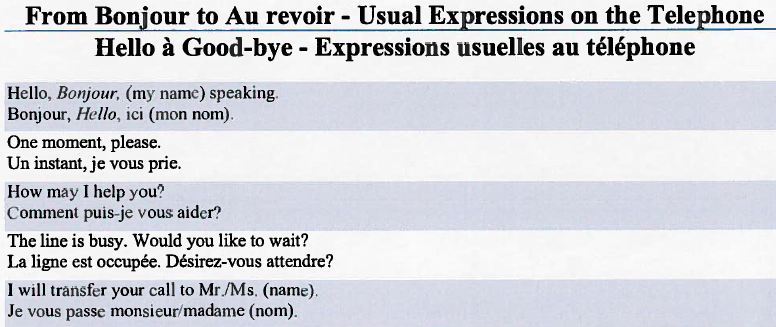 From Bonjour to Au revoir - Usual Expressions on the Telephone
Hello à Good-bye - Expressions usuelles au téléphone
Hello, Bonjour, (my name) speaking.
Bonjour, Hello, ici (mon nom).
One moment, please.
Un instant, je vous prie.
How may I help you?
Comment puis-je vous aider?
The line is busy. Would you like to wait?
La ligne est occupée. Désirez-vous attendre?
I will transfer your call to Mr./Ms. (name).
Je vous passe monsieur/madame (nom).